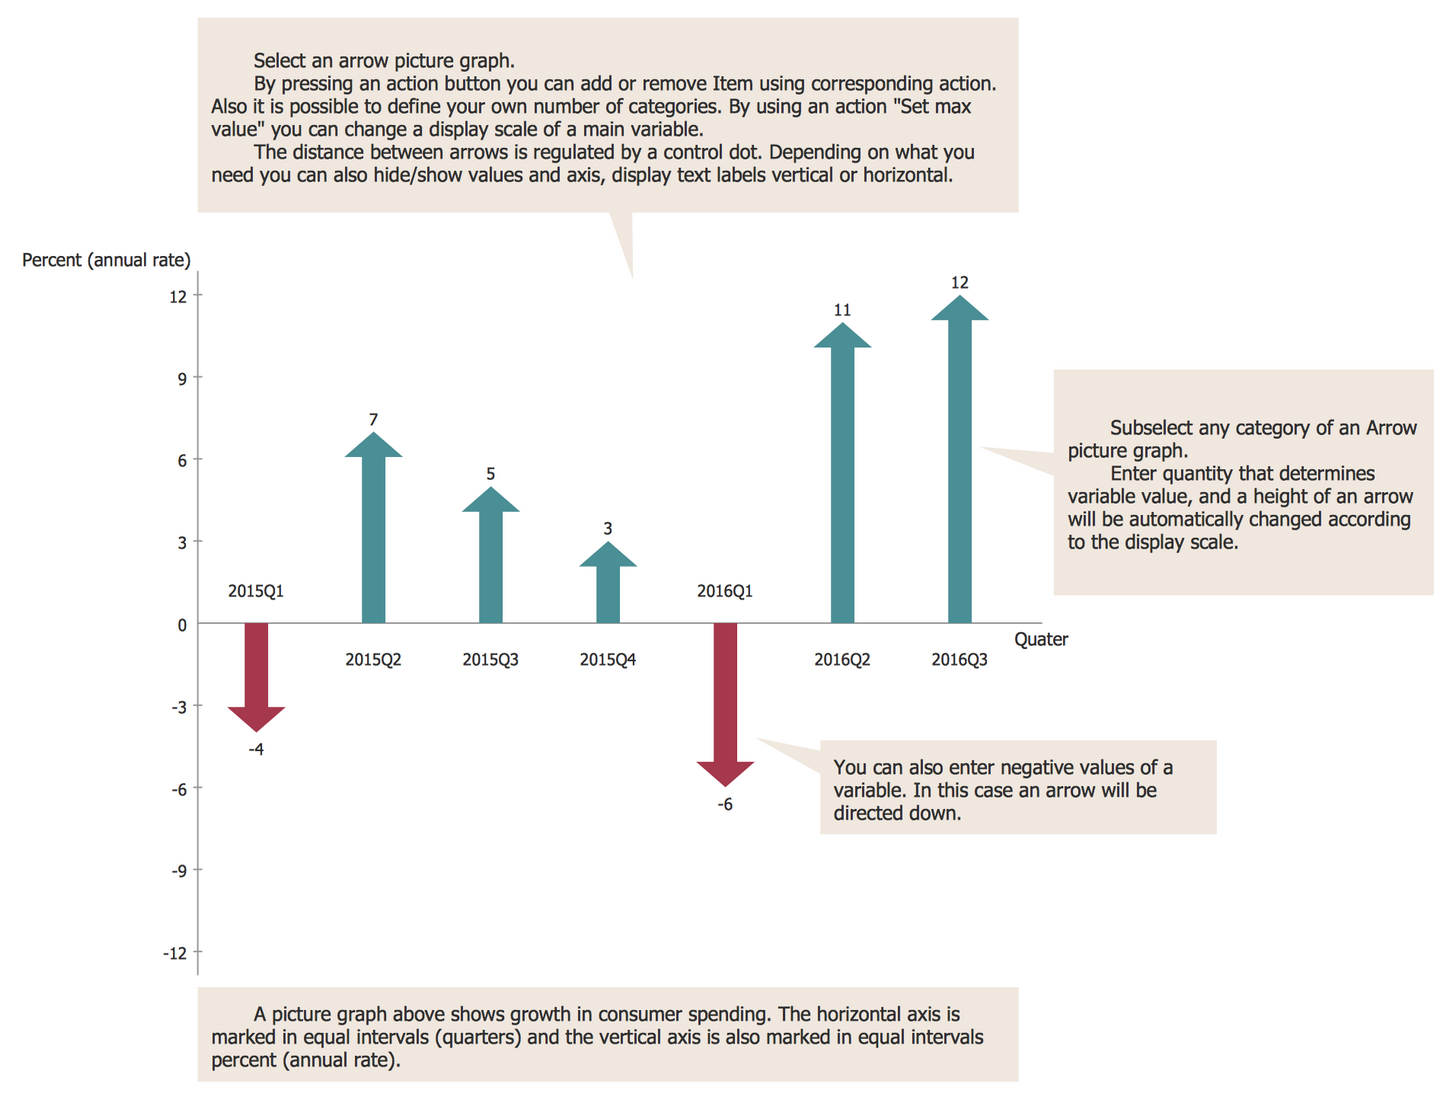 Select an arrow picture graph.
By pressing an action button you can add or remove Item using corresponding action.
Also it is possible to define your own number of categories. By using an action "Set max
value" you can change a display scale of a main variable.
The distance between arrows is regulated by a control dot. Depending on what you
need you can also hide/show values and axis, display text labels vertical or horizontal.
Percent (annual rate)
12
9
6
3
0
-3
-6
-9
-12
2015Q1
-4
7
2015Q2
5
2015Q3
3
2015Q4
2016Q1
-6
11
2016Q2
12
2016Q3
Quater
Subselect any category of an Arrow
picture graph.
Enter quantity that determines
variable value, and a height of an arrow
will be automatically changed according
to the display scale.
You can also enter negative values of a
variable. In this case an arrow will be
directed down.
A picture graph above shows growth in consumer spending. The horizontal axis is
marked in equal intervals (quarters) and the vertical axis is also marked in equal intervals
percent (annual rate).